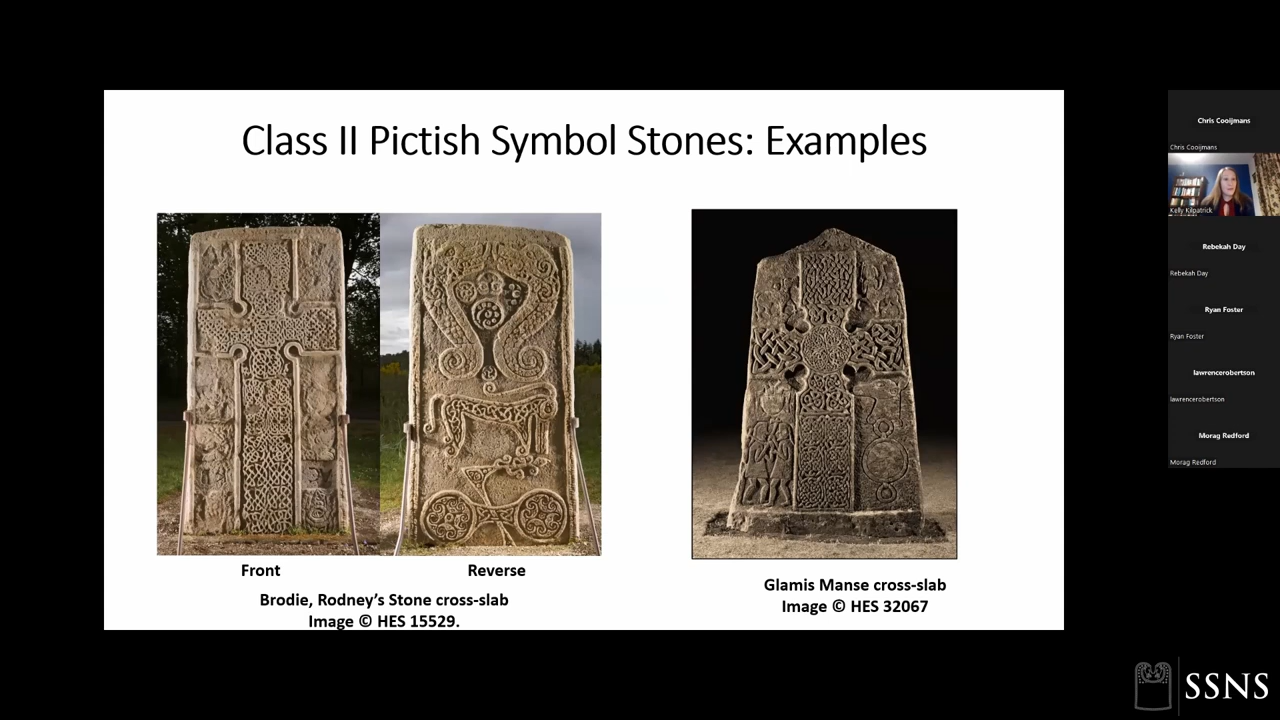 Class II Pictish Symbol Stones: Examples
Front
Reverse
Brodie, Rodney’s Stone cross-slab
Image © HES 15529.
Glamis Manse cross-slab
Image © HES 32067
Chris Cooijmans
Chris Cooijmans
Kelly Kilpatrick
Rebekah Day
Rebekah Day
Ryan Foster
Ryan Foster
lawrencerobertson
lawrencerobertson
Morag Redford
Morag Redford
SSNS